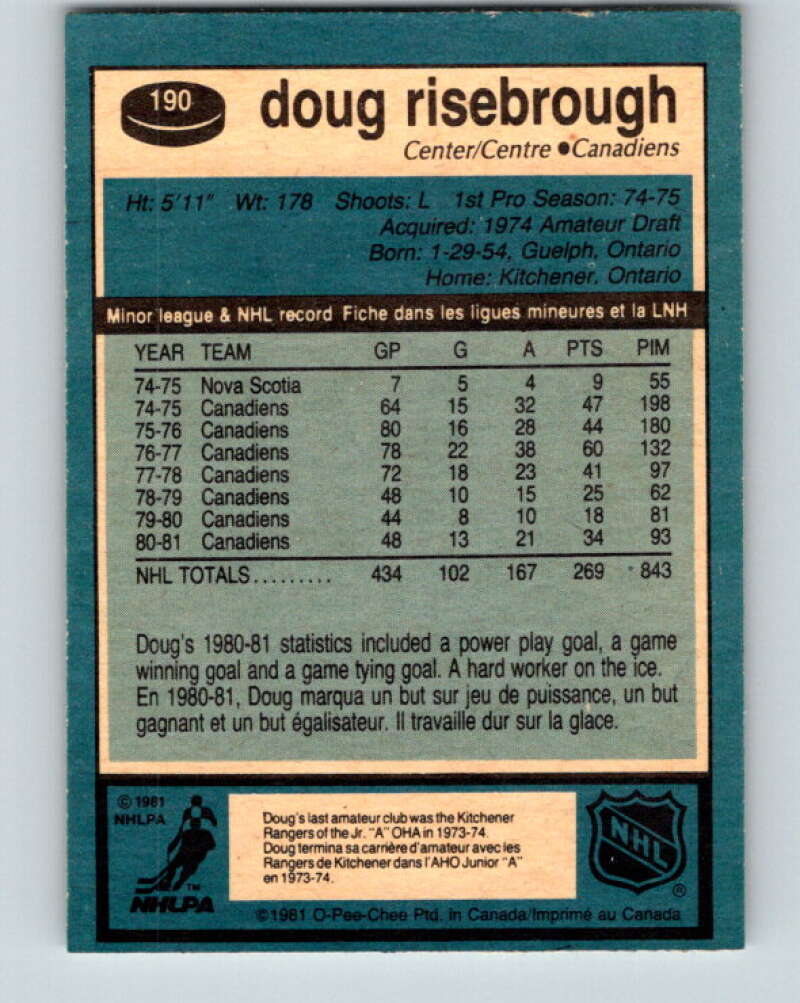 190
doug risebrough
Center/Centre ●Canadiens
Ht: 5'11" Wt: 178 Shoots: L 1st Pro Season: 74-75
Acquired: 1974 Amateur Draft
Born: 1-29-54, Guelph, Ontario
Home: Kitchener, Ontario
Minor league & NHL record Fiche dans les ligues mineures et la LNH
YEAR TEAM GP G A PTS PIM
74-75 Nova Scotia 7 5 4 9 55
74-75 Canadiens 64 15 32 47 198
75-76 Canadiens 80 16 28 44 180
76-77 Canadiens 78 22 38 60 132
77-78 Canadiens 72 18 23 41 97
78-79 Canadiens 48 10 15 25 62
79-80 Canadiens 44 8 10 18 81
80-81 Canadiens 48 13 21 34 93
NHL TOTALS......... 434 102 167 269 843
Doug's 1980-81 statistics included a power play goal, a game
winning goal and a game tying goal. A hard worker on the ice.
En 1980-81, Doug marqua un but sur jeu de puissance, un but
gagnant et un but égalisateur. Il travaille dur sur la glace.
© 1981
NHLPA
TM
NHLPA
Doug's last amateur club was the Kitchener
Rangers of the Jr. "A" OHA in 1973-74.
Doug termina sa carrière d'amateur avec les
Rangers de Kitchener dans l'AHO Junior "A"
en 1973-74.
NHL
®
©1981 O-Pee-Chee Ptd. in Canada/Imprimé au Canada